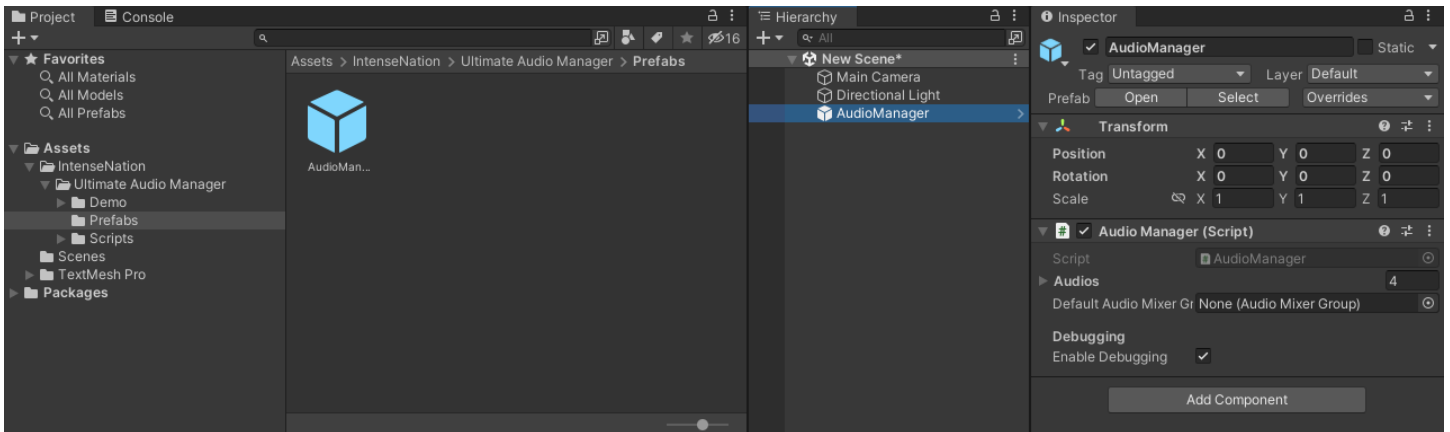 Project
Console
16
Favorites
All Materials
All Models
All Prefabs
Assets
IntenseNation
Ultimate Audio Manager
Demo
Prefabs
Scripts
Scenes
TextMesh Pro
Packages
Assets > IntenseNation > Ultimate Audio Manager > Prefabs
AudioMan...
Hierarchy
All
New Scene*
Main Camera
Directional Light
AudioManager
Inspector
AudioManager Static
Tag Untagged Layer Default
Prefab Open Select Overrides
Transform
Position X 0 Y 0 Z 0
Rotation X 0 Y 0 Z 0
Scale X 1 Y 1 Z 1
# Audio Manager (Script)
Script # AudioManager
Audios 4
Default Audio Mixer Gr None (Audio Mixer Group)
Debugging
Enable Debugging
Add Component